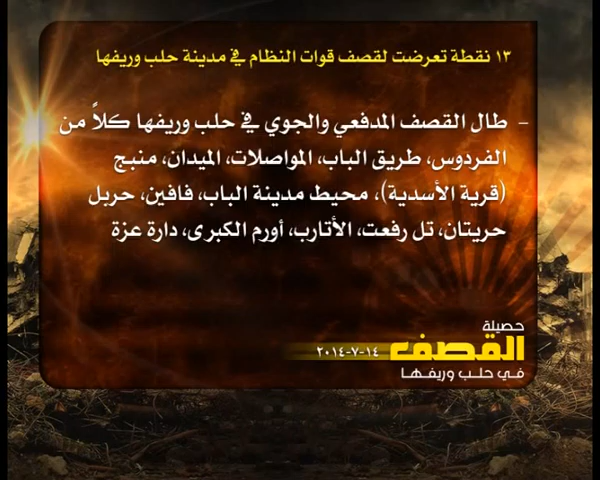 ١٣ نقطة تعرضت لقصف قوات النظام في مدينة حلب وريفها
- طال القصف المدفعي والجوي في حلب وريفها كلاً من
الفردوس، طريق الباب، المواصلات، الميدان، منبج
(قرية الأسدية)، محيط مدينة الباب، فافين، حربل
حريتان، تل رفعت، الأتارب، أورم الكبرى، دارة عزة
حصيلة
القصف ١٤-٧-٢٠١٤
في حلب وريفها